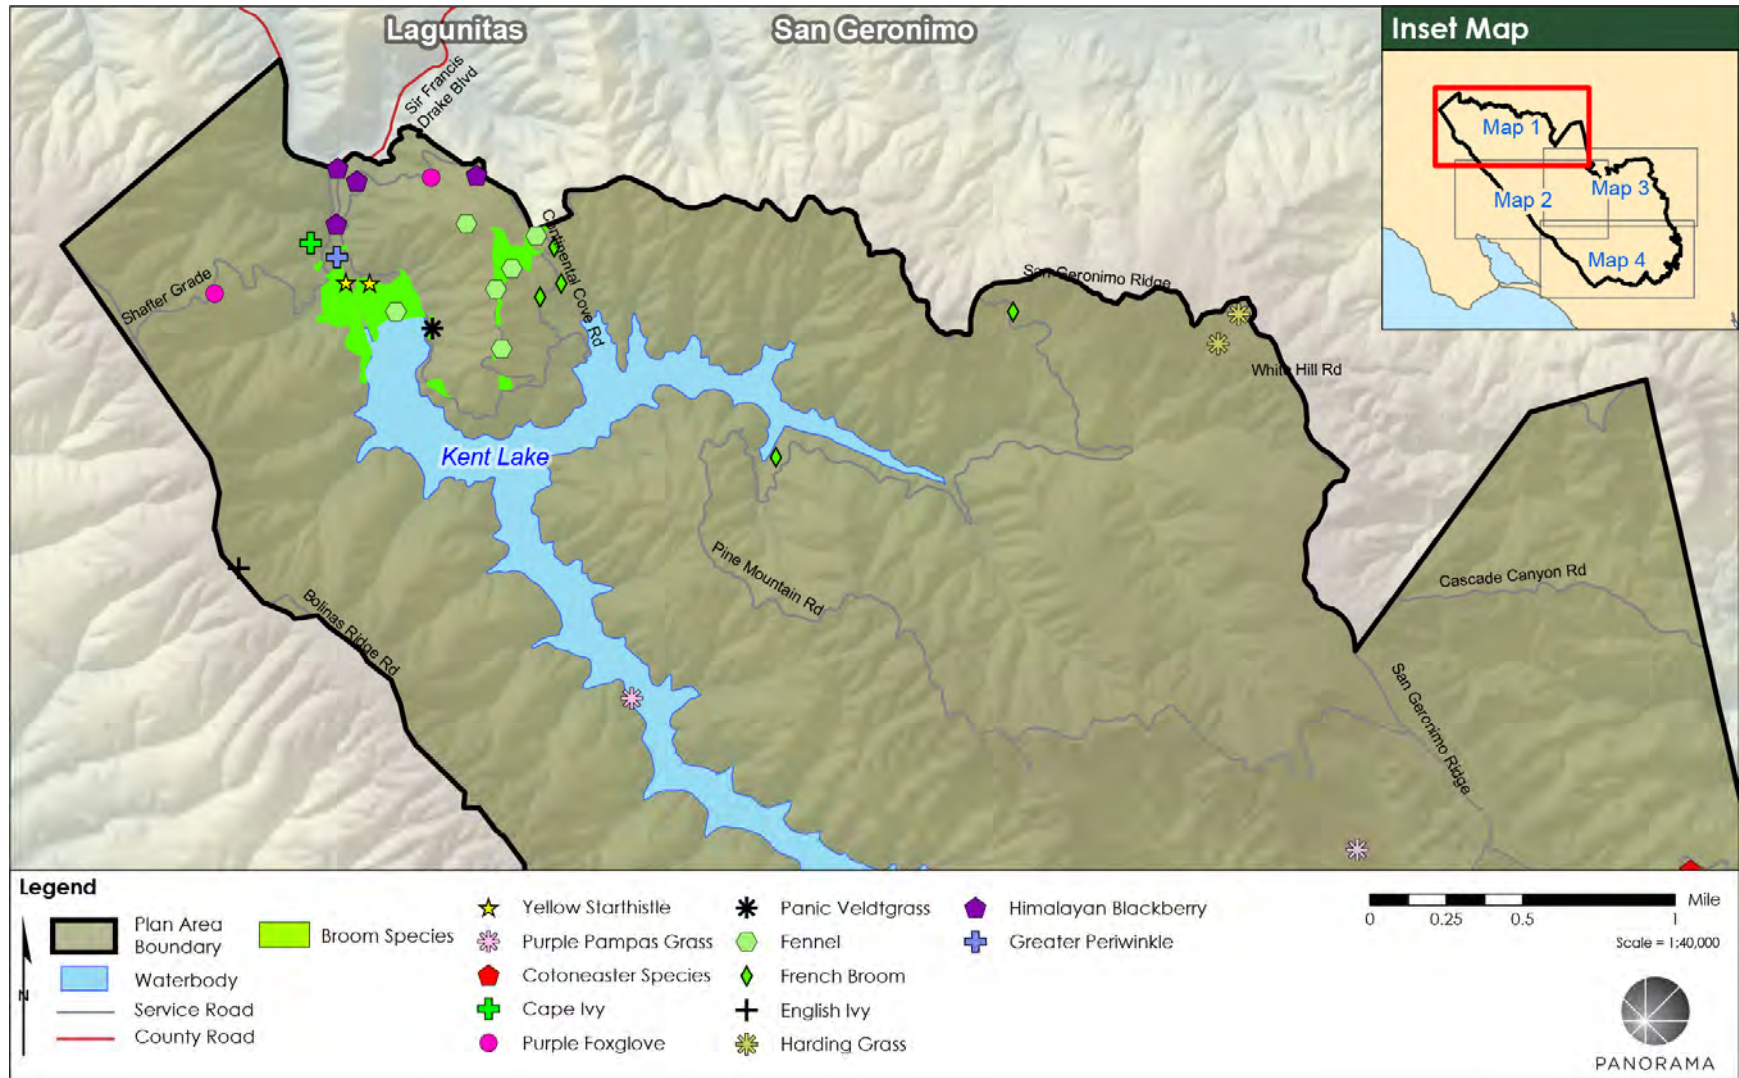 Lagunitas
San Geronimo
Inset Map
Map 1
Map 2
Map 3
Map 4
Sir Francis
Drake Blvd
Continental Cove Rd
Shafter Grade
San Geronimo Ridge
White Hill Rd
Kent Lake
Pine Mountain Rd
Bolinas Ridge Rd
Cascade Canyon Rd
San Geronimo Ridge
Legend
N
Plan Area
Boundary
Waterbody
Service Road
County Road
Broom Species
Yellow Starthistle
Purple Pampas Grass
Cotoneaster Species
Cape Ivy
Purple Foxglove
Panic Veldtgrass
Fennel
French Broom
English Ivy
Harding Grass
Himalayan Blackberry
Greater Periwinkle
Mile
0 0.25 0.5 1
Scale = 1:40,000
PANORAMA